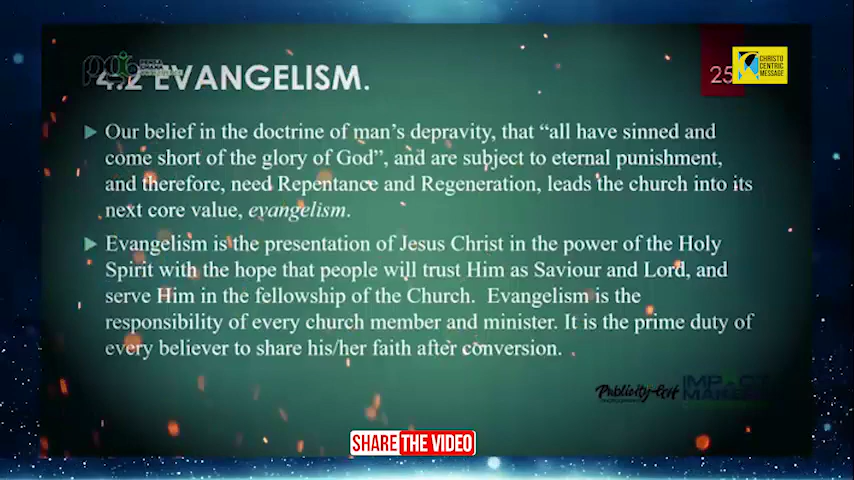 4.2 EVANGELISM.
25
CHRISTO
CENTRIC
MESSAGE
Our belief in the doctrine of man's depravity, that "all have sinned and
come short of the glory of God", and are subject to eternal punishment,
and therefore, need Repentance and Regeneration, leads the church into its
next core value, evangelism.
Evangelism is the presentation of Jesus Christ in the power of the Holy
Spirit with the hope that people will trust Him as Saviour and Lord, and
serve Him in the fellowship of the Church. Evangelism is the
responsibility of every church member and minister. It is the prime duty of
every believer to share his/her faith after conversion.
IMPACT
SHARE THE VIDEO